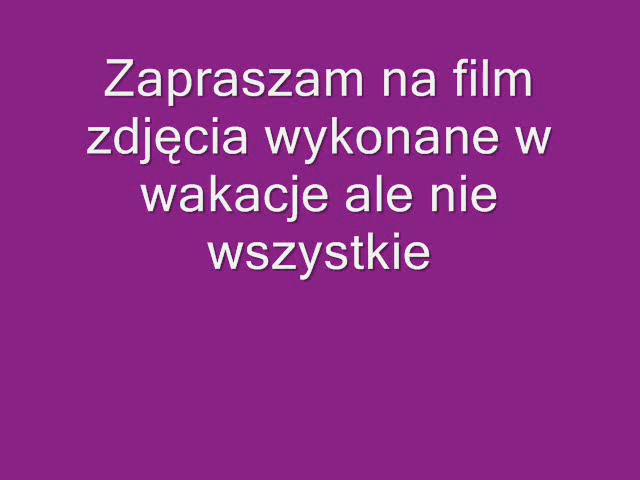 Zapraszam na film
zdjęcia wykonane w
wakacje ale nie
wszystkie